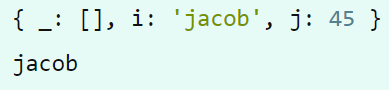 { _: [], i: 'jacob', j: 45 }
jacob